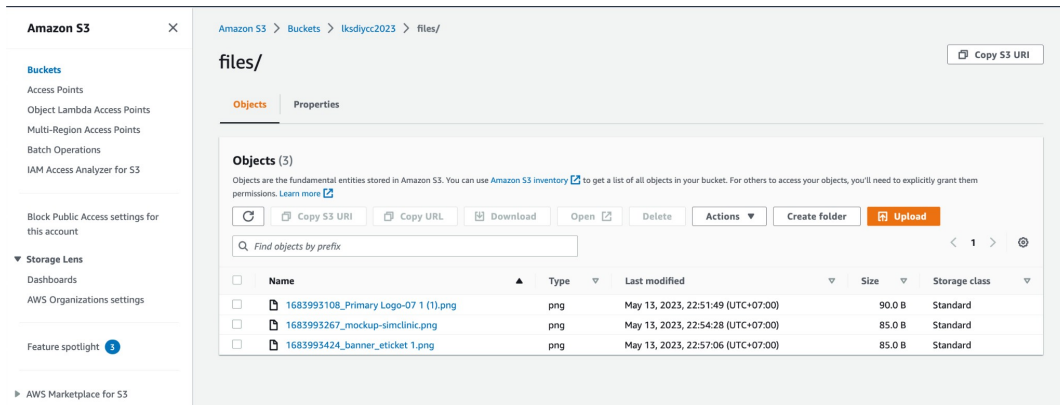 Amazon S3
Buckets
Access Points
Object Lambda Access Points
Multi-Region Access Points
Batch Operations
IAM Access Analyzer for S3
Block Public Access settings for
this account
Storage Lens
Dashboards
AWS Organizations settings
Feature spotlight 3
AWS Marketplace for S3
Amazon S3 > Buckets > lksdiycc2023 > files/
files/
Copy S3 URI
Objects Properties
Objects (3)
Objects are the fundamental entities stored in Amazon S3. You can use Amazon S3 inventory to get a list of all objects in your bucket. For others to access your objects, you'll need to explicitly grant them
permissions. Learn more
Copy S3 URI Copy URL Download Open Delete Actions Create folder Upload
Find objects by prefix
1
Name Type Last modified Size Storage class
1683993108_Primary Logo-07 1 (1).png png May 13, 2023, 22:51:49 (UTC+07:00) 90.0 B Standard
1683993267_mockup-simclinic.png png May 13, 2023, 22:54:28 (UTC+07:00) 85.0 B Standard
1683993424_banner_eticket 1.png png May 13, 2023, 22:57:06 (UTC+07:00) 85.0 B Standard